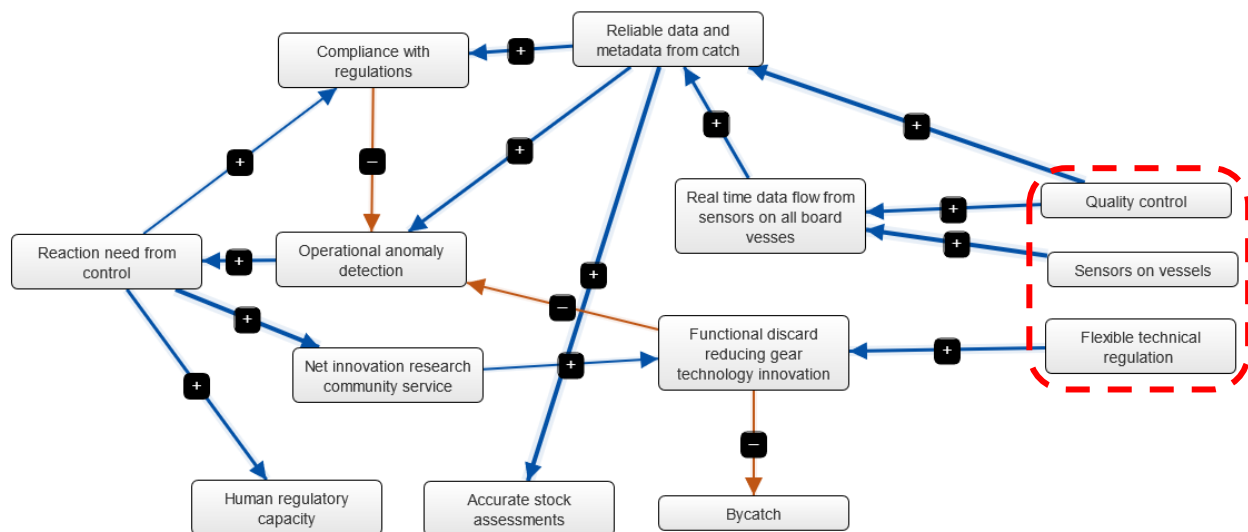 Reliable data and
metadata from catch
Compliance with
regulations
+
+
+
+
–
+
Real time data flow from
sensors on all board
vesses
Quality control
+
+
Reaction need from
control
+
Operational anomaly
detection
Sensors on vessels
+
–
+
Functional discard
reducing gear
technology innovation
+
Flexible technical
regulation
Net innovation research
community service
+
+
–
Human regulatory
capacity
Accurate stock
assessments
Bycatch